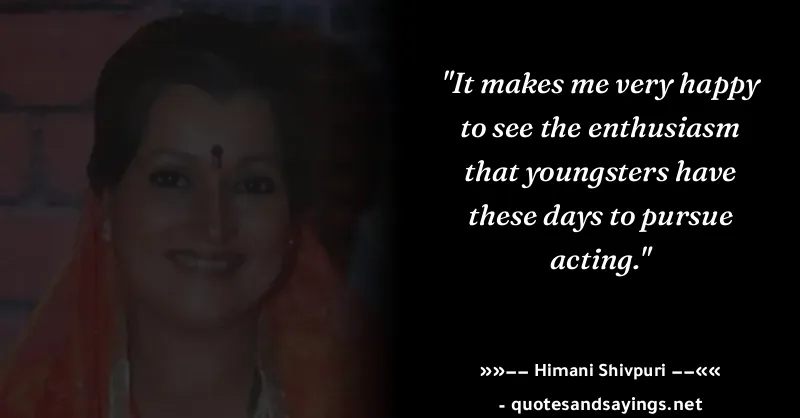 "It makes me very happy
to see the enthusiasm
that youngsters have
these days to pursue
acting."
»»−− Himani Shivpuri −−««
- quotesandsayings.net